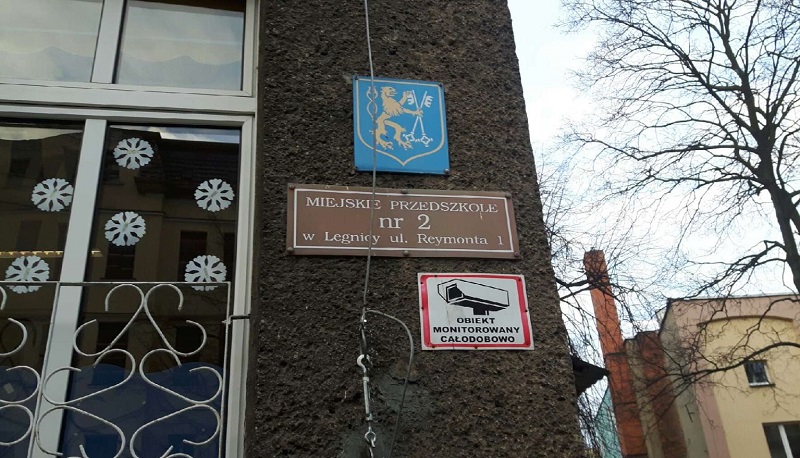 MIEJSKIE PRZEDSZKOLE
nr 2
w Legnicy ul. Reymonta 1
OBIEKT
MONITOROWANY
CAŁODOBOWO